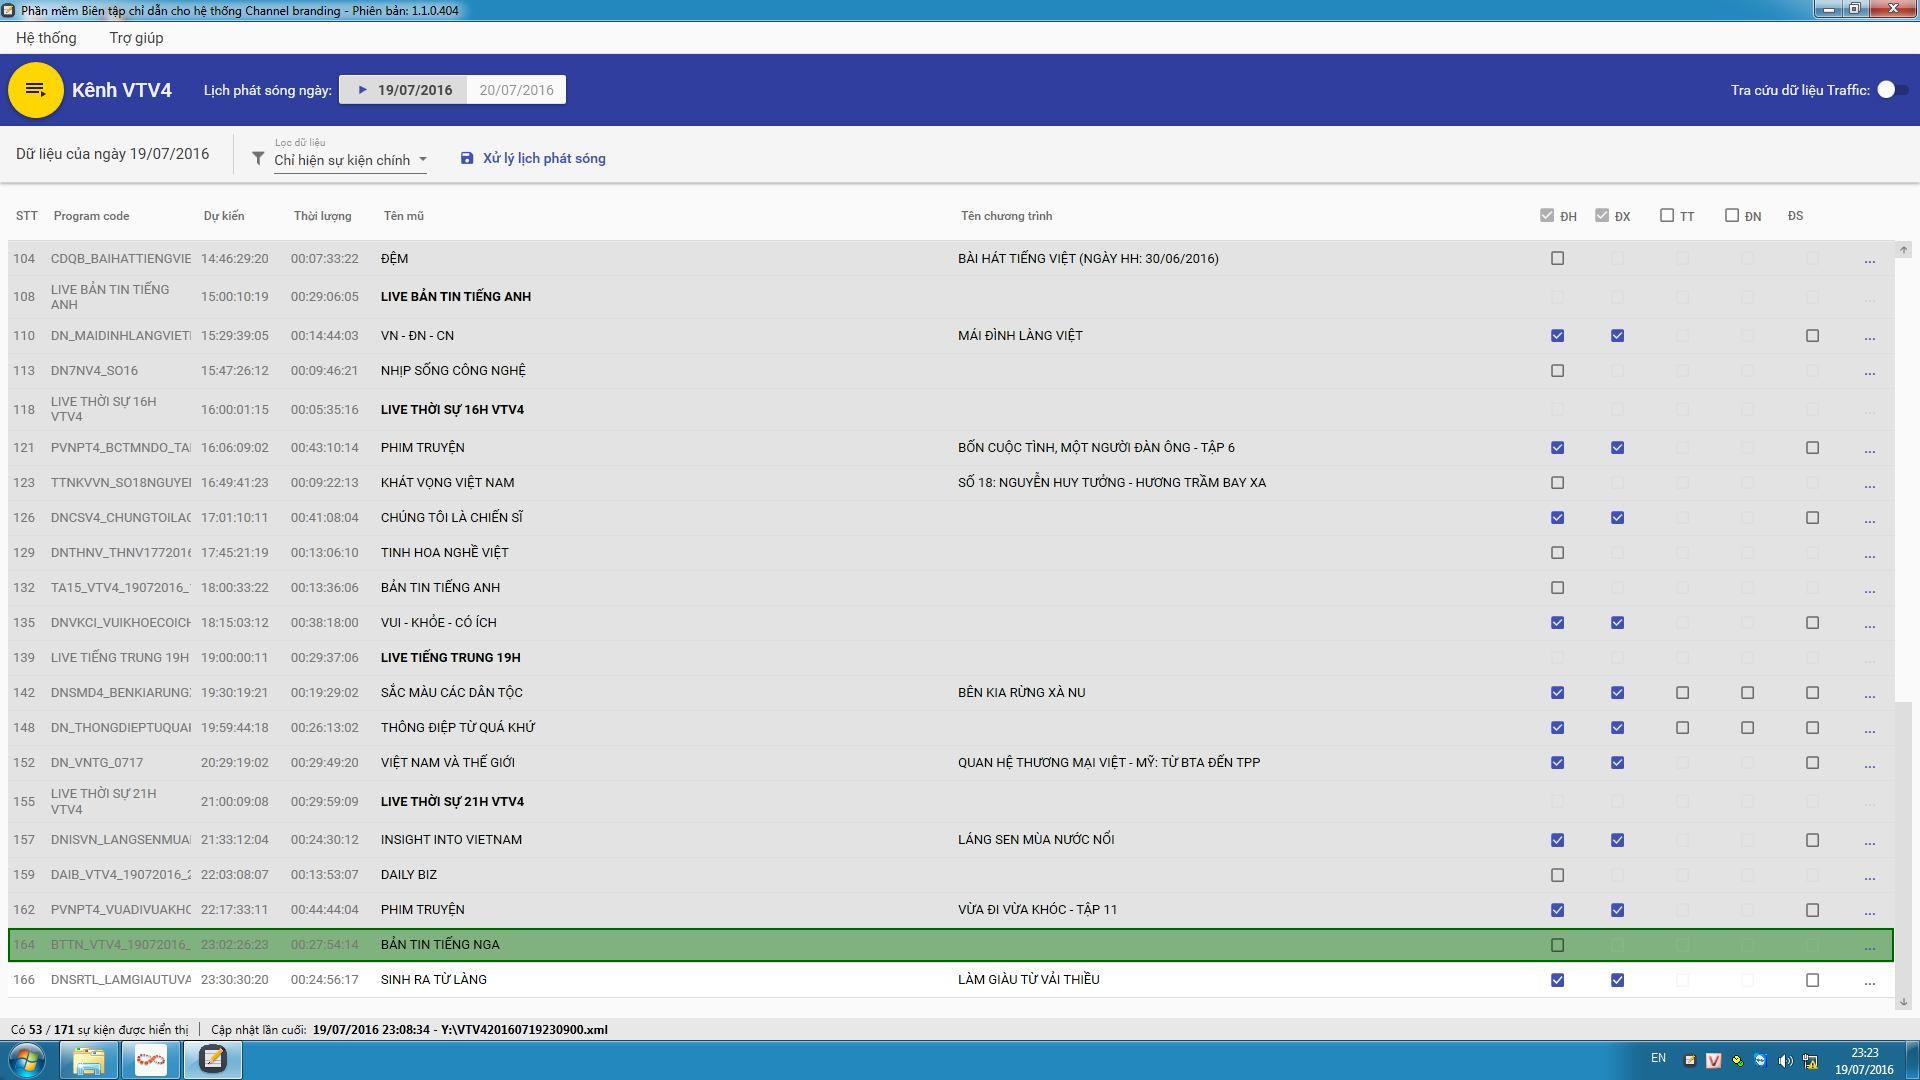 Phần mềm Biên tập chỉ dẫn cho hệ thống Channel branding - Phiên bản: 1.1.0.404
Hệ thống Trợ giúp
Kênh VTV4 Lịch phát sóng ngày: 19/07/2016 20/07/2016 Tra cứu dữ liệu Traffic:
Dữ liệu của ngày 19/07/2016 Lọc dữ liệu Chỉ hiện sự kiện chính Xử lý lịch phát sóng
STT Program code Dự kiến Thời lượng Tên mũ Tên chương trình ĐH ĐX TT ĐN ĐS
104 CDQB_BAIHATTIENGVIE 14:46:29:20 00:07:33:22 ĐỆM BÀI HÁT TIẾNG VIỆT (NGÀY HH: 30/06/2016) ...
108 LIVE BẢN TIN TIẾNG ANH 15:00:10:19 00:29:06:05 LIVE BẢN TIN TIẾNG ANH ...
110 DN_MAIDINHLANGVIET 15:29:39:05 00:14:44:03 VN - ĐN - CN MÁI ĐÌNH LÀNG VIỆT ...
113 DN7NV4_SO16 15:47:26:12 00:09:46:21 NHỊP SỐNG CÔNG NGHỆ ...
118 LIVE THỜI SỰ 16H VTV4 16:00:01:15 00:05:35:16 LIVE THỜI SỰ 16H VTV4 ...
121 PVNPT4_BCTMNDO_TA 16:06:09:02 00:43:10:14 PHIM TRUYỆN BỐN CUỘC TÌNH, MỘT NGƯỜI ĐÀN ÔNG - TẬP 6 ...
123 TTNKVVN_SO18NGUYE 16:49:41:23 00:09:22:13 KHÁT VỌNG VIỆT NAM SỐ 18: NGUYỄN HUY TƯỞNG - HƯƠNG TRẦM BAY XA ...
126 DNCSV4_CHUNGTOILAC 17:01:10:11 00:41:08:04 CHÚNG TÔI LÀ CHIẾN SĨ ...
129 DNTHNV_THNV1772016 17:45:21:19 00:13:06:10 TINH HOA NGHỀ VIỆT ...
132 TA15_VTV4_19072016_ 18:00:33:22 00:13:36:06 BẢN TIN TIẾNG ANH ...
135 DNVKCI_VUIKHOECOICH 18:15:03:12 00:38:18:00 VUI - KHỎE - CÓ ÍCH ...
139 LIVE TIẾNG TRUNG 19H 19:00:00:11 00:29:37:06 LIVE TIẾNG TRUNG 19H ...
142 DNSMD4_BENKIARUNG 19:30:19:21 00:19:29:02 SẮC MÀU CÁC DÂN TỘC BÊN KIA RỪNG XÀ NU ...
148 DN_THONGDIEPTUQUA 19:59:44:18 00:26:13:02 THÔNG ĐIỆP TỪ QUÁ KHỨ ...
152 DN_VNTG_0717 20:29:19:02 00:29:49:20 VIỆT NAM VÀ THẾ GIỚI QUAN HỆ THƯƠNG MẠI VIỆT - MỸ: TỪ BTA ĐẾN TPP ...
155 LIVE THỜI SỰ 21H VTV4 21:00:09:08 00:29:59:09 LIVE THỜI SỰ 21H VTV4 ...
157 DNISVN_LANGSENMUA 21:33:12:04 00:24:30:12 INSIGHT INTO VIETNAM LÁNG SEN MÙA NƯỚC NỔI ...
159 DAIB_VTV4_19072016_2 22:03:08:07 00:13:53:07 DAILY BIZ ...
162 PVNPT4_VUADIVUAKHC 22:17:33:11 00:44:44:04 PHIM TRUYỆN VỪA ĐI VỪA KHÓC - TẬP 11 ...
164 BTTN_VTV4_19072016_ 23:02:26:23 00:27:54:14 BẢN TIN TIẾNG NGA ...
166 DNSRTL_LAMGIAUTUVA 23:30:30:20 00:24:56:17 SINH RA TỪ LÀNG LÀM GIÀU TỪ VẢI THIỀU ...
Có 53 / 171 sự kiện được hiển thị Cập nhật lần cuối: 19/07/2016 23:08:34 - Y:\VTV420160719230900.xml
EN 23:23
19/07/2016